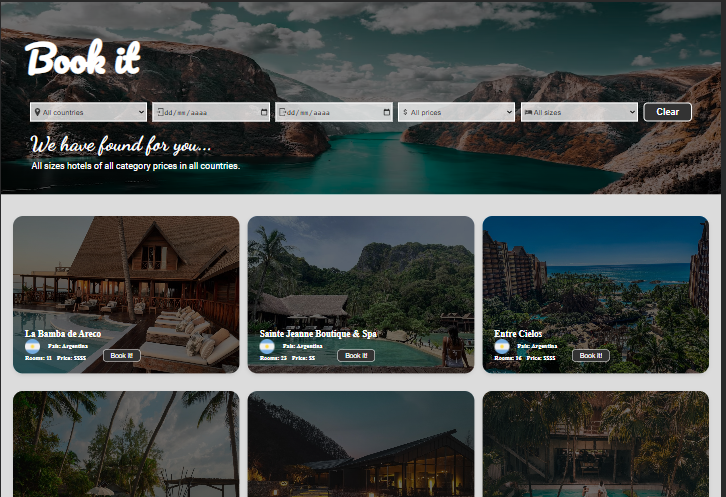 Book it
All countries dd/mm/aaaa dd/mm/aaaa $ All prices All sizes Clear
We have found for you...
All sizes hotels of all category prices in all countries.
La Bamba de Areco
País: Argentina
Rooms: 11 Price: $$$$ Book it!
Sainte Jeanne Boutique & Spa
País: Argentina
Rooms: 23 Price: $$ Book it!
Entre Cielos
País: Argentina
Rooms: 16 Price: $$$$ Book it!